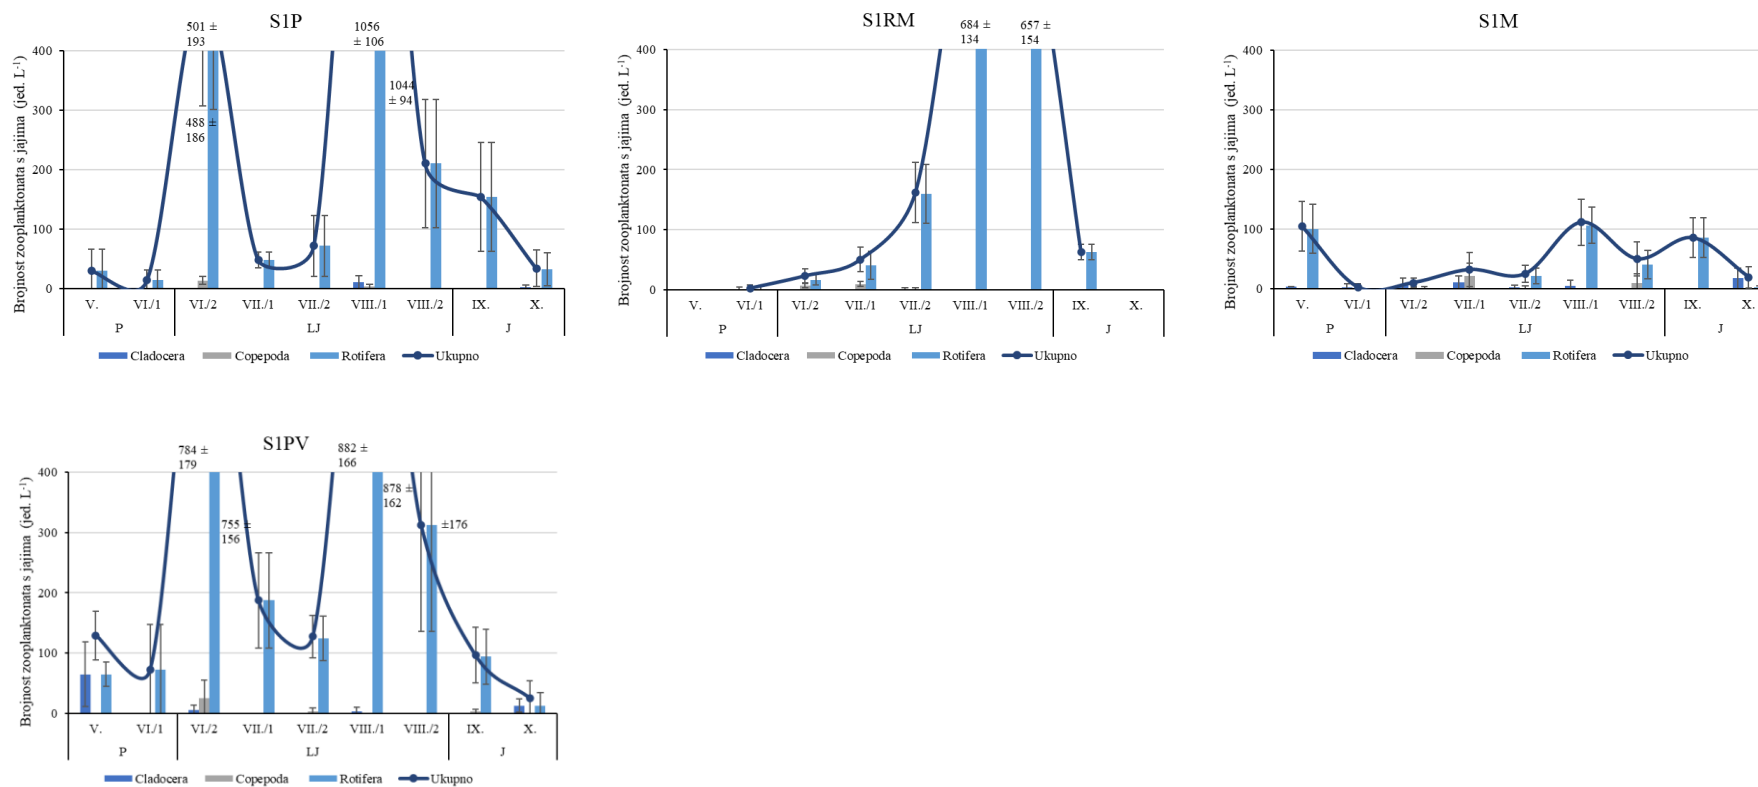 S1P
501 ±
193
1056
± 106
1044
± 94
488 ±
186
Brojnost zooplanktonata s jajima (jed. L⁻¹)
400
300
200
100
0
V. VI./1 VI./2 VII./1 VII./2 VIII./1 VIII./2 IX. X.
P LJ J
Cladocera Copepoda Rotifera Ukupno
S1RM
684 ±
134
657 ±
154
Brojnost zooplanktonata s jajima (jed. L⁻¹)
400
300
200
100
0
V. VI./1 VI./2 VII./1 VII./2 VIII./1 VIII./2 IX. X.
P LJ J
Cladocera Copepoda Rotifera Ukupno
S1M
Brojnost zooplanktonata s jajima (jed. L⁻¹)
400
300
200
100
0
V. VI./1 VI./2 VII./1 VII./2 VIII./1 VIII./2 IX. X.
P LJ J
Cladocera Copepoda Rotifera Ukupno
S1PV
784 ±
179
882 ±
166
878 ±
162
755 ±
156
±176
Brojnost zooplanktonata s jajima (jed. L⁻¹)
400
300
200
100
0
V. VI./1 VI./2 VII./1 VII./2 VIII./1 VIII./2 IX. X.
P LJ J
Cladocera Copepoda Rotifera Ukupno